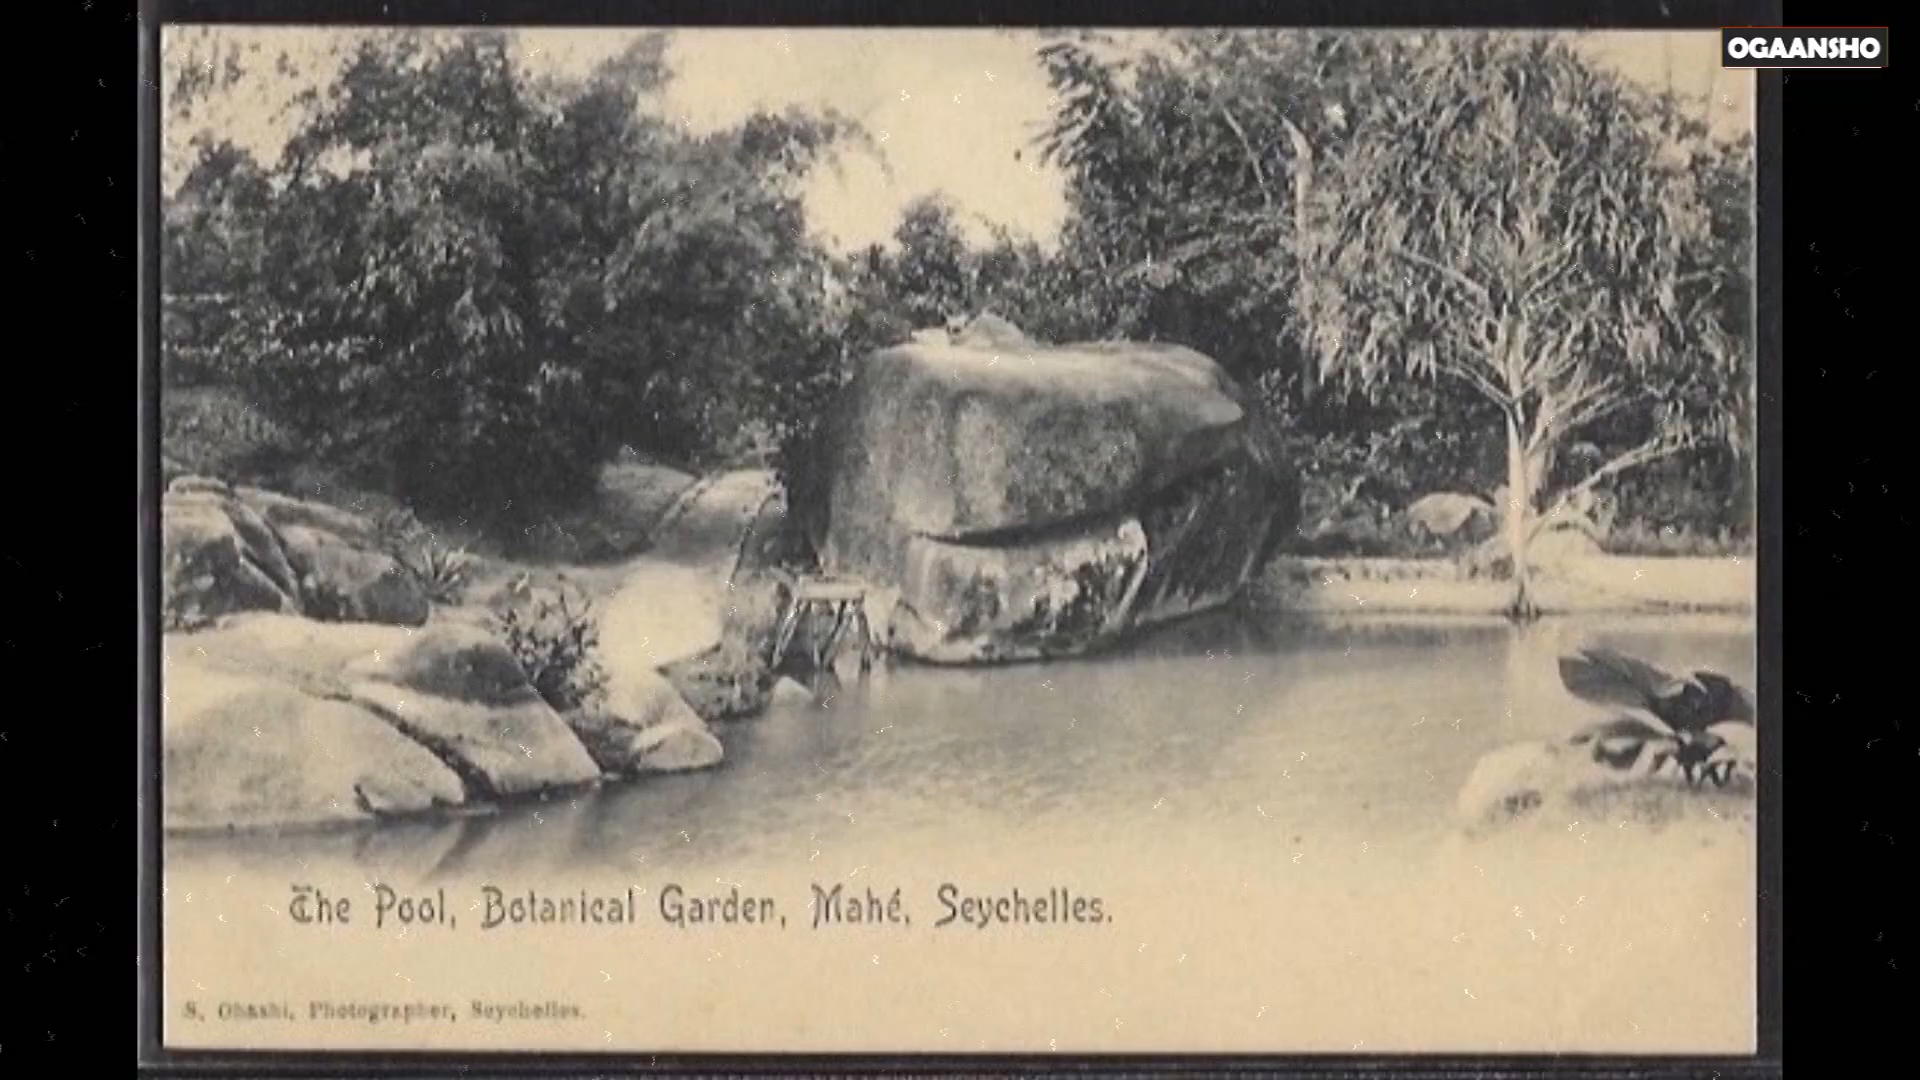 OGAANSHO
The Pool, Botanical Garden, Mahé, Seychelles.
S. Ohashi, Photographer, Seychelles.